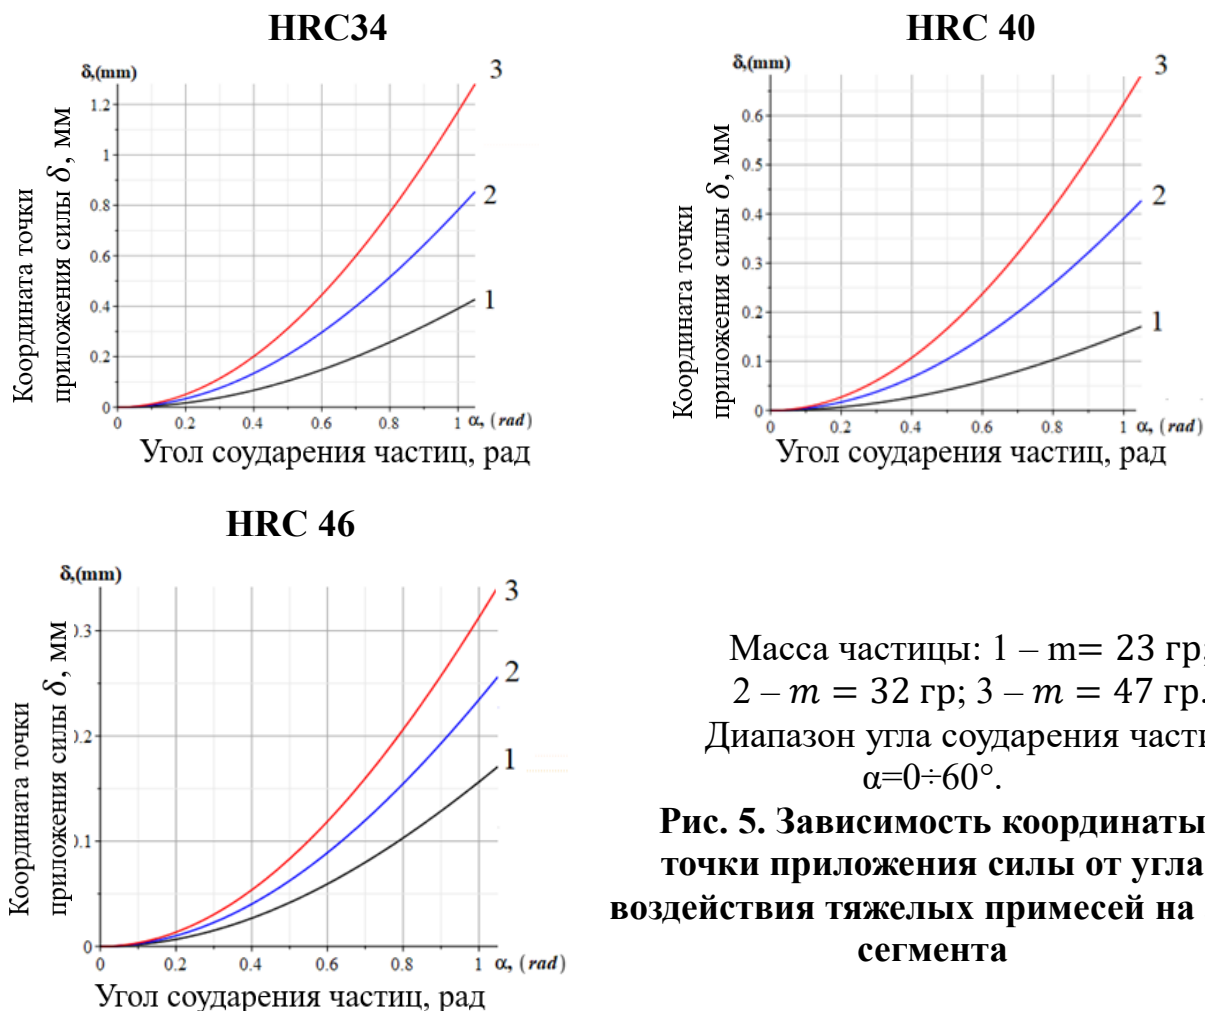 HRC34
δ,(mm)
3
1.2
1
0.8
2
0.6
0.4
1
0.2
0
0
0.2
0.4
0.6
0.8
1
α, (rad)
Координата точки
приложения силы δ, мм
Угол соударения частиц, рад
HRC 40
δ,(mm)
3
0.6
0.5
0.4
2
0.3
0.2
1
0.1
0
0
0.2
0.4
0.6
0.8
1
α, (rad)
Координата точки
приложения силы δ, мм
Угол соударения частиц, рад
HRC 46
δ,(mm)
3
).3
2
).2
1
).1
0
0
0.2
0.4
0.6
0.8
1
α, (rad)
Координата точки
приложения силы δ, мм
Угол соударения частиц, рад
Масса частицы: 1 – m= 23 гр;
2 – m = 32 гр; 3 – m = 47 гр.
Диапазон угла соударения части
α=0÷60°.
Рис. 5. Зависимость координаты
точки приложения силы от угла
воздействия тяжелых примесей на
сегмента